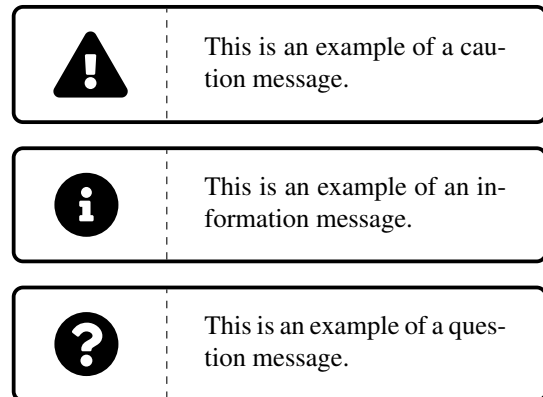 This is an example of a cau-
tion message.
This is an example of an in-
formation message.
This is an example of a ques-
tion message.